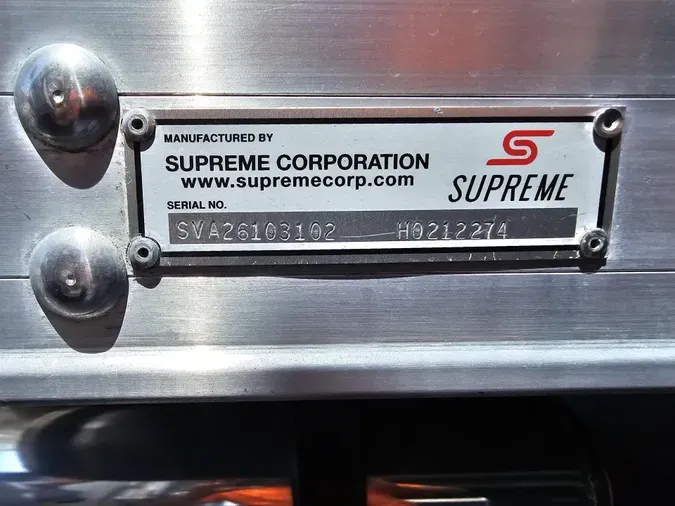 MANUFACTURED BY
SUPREME CORPORATION
www.supremecorp.com
SUPREME
SERIAL NO.
SVA26103102 H0212274